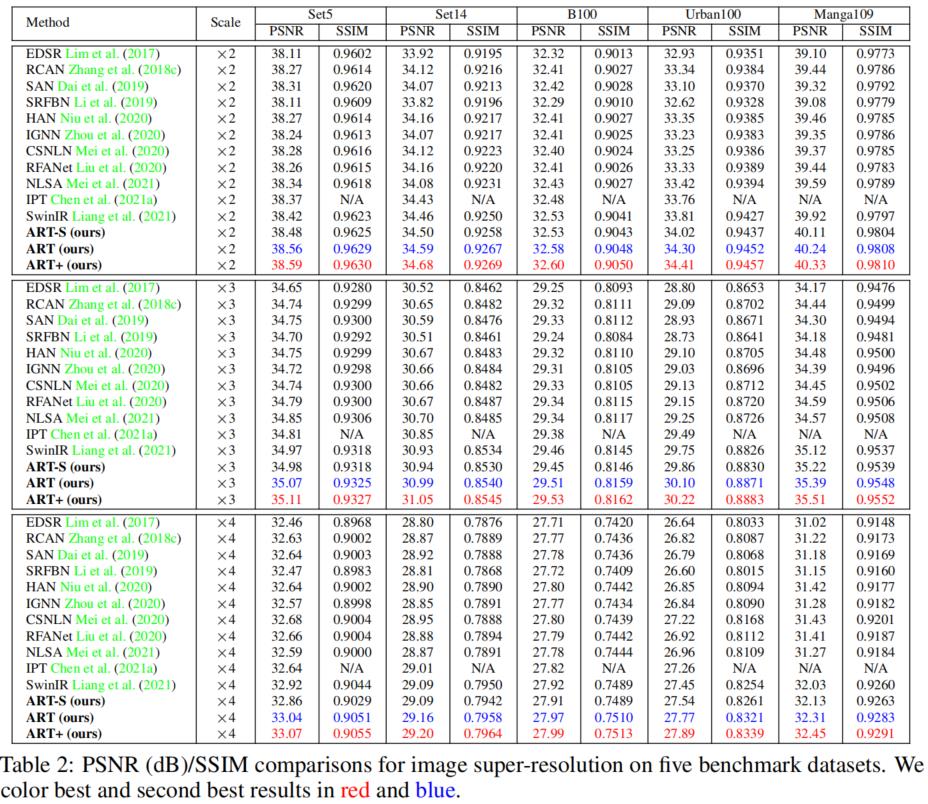 Method Scale Set5 Set14 B100 Urban100 Manga109
PSNR SSIM PSNR SSIM PSNR SSIM PSNR SSIM PSNR SSIM
EDSR Lim et al. (2017) ×2 38.11 0.9602 33.92 0.9195 32.32 0.9013 32.93 0.9351 39.10 0.9773
RCAN Zhang et al. (2018c) ×2 38.27 0.9614 34.12 0.9216 32.41 0.9027 33.34 0.9384 39.44 0.9786
SAN Dai et al. (2019) ×2 38.31 0.9620 34.07 0.9213 32.42 0.9028 33.10 0.9370 39.32 0.9792
SRFBN Li et al. (2019) ×2 38.11 0.9609 33.82 0.9196 32.29 0.9010 32.62 0.9328 39.08 0.9779
HAN Niu et al. (2020) ×2 38.27 0.9614 34.16 0.9217 32.41 0.9027 33.35 0.9385 39.46 0.9785
IGNN Zhou et al. (2020) ×2 38.24 0.9613 34.07 0.9217 32.41 0.9025 33.23 0.9383 39.35 0.9786
CSNLN Mei et al. (2020) ×2 38.28 0.9616 34.12 0.9223 32.40 0.9024 33.25 0.9386 39.37 0.9785
RFANet Liu et al. (2020) ×2 38.26 0.9615 34.16 0.9220 32.41 0.9026 33.33 0.9389 39.44 0.9783
NLSA Mei et al. (2021) ×2 38.34 0.9618 34.08 0.9231 32.43 0.9027 33.42 0.9394 39.59 0.9789
IPT Chen et al. (2021a) ×2 38.37 N/A 34.43 N/A 32.48 N/A 33.76 N/A N/A N/A
SwinIR Liang et al. (2021) ×2 38.42 0.9623 34.46 0.9250 32.53 0.9041 33.81 0.9427 39.92 0.9797
ART-S (ours) ×2 38.48 0.9625 34.50 0.9258 32.53 0.9043 34.02 0.9437 40.11 0.9804
ART (ours) ×2 38.56 0.9629 34.59 0.9267 32.58 0.9048 34.30 0.9452 40.24 0.9808
ART+ (ours) ×2 38.59 0.9630 34.68 0.9269 32.60 0.9050 34.41 0.9457 40.33 0.9810
EDSR Lim et al. (2017) ×3 34.65 0.9280 30.52 0.8462 29.25 0.8093 28.80 0.8653 34.17 0.9476
RCAN Zhang et al. (2018c) ×3 34.74 0.9299 30.65 0.8482 29.32 0.8111 29.09 0.8702 34.44 0.9499
SAN Dai et al. (2019) ×3 34.75 0.9300 30.59 0.8476 29.33 0.8112 28.93 0.8671 34.30 0.9494
SRFBN Li et al. (2019) ×3 34.70 0.9292 30.51 0.8461 29.24 0.8084 28.73 0.8641 34.18 0.9481
HAN Niu et al. (2020) ×3 34.75 0.9299 30.67 0.8483 29.32 0.8110 29.10 0.8705 34.48 0.9500
IGNN Zhou et al. (2020) ×3 34.72 0.9298 30.66 0.8484 29.31 0.8105 29.03 0.8696 34.39 0.9496
CSNLN Mei et al. (2020) ×3 34.74 0.9300 30.66 0.8482 29.33 0.8105 29.13 0.8712 34.45 0.9502
RFANet Liu et al. (2020) ×3 34.79 0.9300 30.67 0.8487 29.34 0.8115 29.15 0.8720 34.59 0.9506
NLSA Mei et al. (2021) ×3 34.85 0.9306 30.70 0.8485 29.34 0.8117 29.25 0.8726 34.57 0.9508
IPT Chen et al. (2021a) ×3 34.81 N/A 30.85 N/A 29.38 N/A 29.49 N/A N/A N/A
SwinIR Liang et al. (2021) ×3 34.97 0.9318 30.93 0.8534 29.46 0.8145 29.75 0.8826 35.12 0.9537
ART-S (ours) ×3 34.98 0.9318 30.94 0.8530 29.45 0.8146 29.86 0.8830 35.22 0.9539
ART (ours) ×3 35.07 0.9325 30.99 0.8540 29.51 0.8159 30.10 0.8871 35.39 0.9548
ART+ (ours) ×3 35.11 0.9327 31.05 0.8545 29.53 0.8162 30.22 0.8883 35.51 0.9552
EDSR Lim et al. (2017) ×4 32.46 0.8968 28.80 0.7876 27.71 0.7420 26.64 0.8033 31.02 0.9148
RCAN Zhang et al. (2018c) ×4 32.63 0.9002 28.87 0.7889 27.77 0.7436 26.82 0.8087 31.22 0.9173
SAN Dai et al. (2019) ×4 32.64 0.9003 28.92 0.7888 27.78 0.7436 26.79 0.8068 31.18 0.9169
SRFBN Li et al. (2019) ×4 32.47 0.8983 28.81 0.7868 27.72 0.7409 26.60 0.8015 31.15 0.9160
HAN Niu et al. (2020) ×4 32.64 0.9002 28.90 0.7890 27.80 0.7442 26.85 0.8094 31.42 0.9177
IGNN Zhou et al. (2020) ×4 32.57 0.8998 28.85 0.7891 27.77 0.7434 26.84 0.8090 31.28 0.9182
CSNLN Mei et al. (2020) ×4 32.68 0.9004 28.95 0.7888 27.80 0.7439 27.22 0.8168 31.43 0.9201
RFANet Liu et al. (2020) ×4 32.66 0.9004 28.88 0.7894 27.79 0.7442 26.92 0.8112 31.41 0.9187
NLSA Mei et al. (2021) ×4 32.59 0.9000 28.87 0.7891 27.78 0.7444 26.96 0.8109 31.27 0.9184
IPT Chen et al. (2021a) ×4 32.64 N/A 29.01 N/A 27.82 N/A 27.26 N/A N/A N/A
SwinIR Liang et al. (2021) ×4 32.92 0.9044 29.09 0.7950 27.92 0.7489 27.45 0.8254 32.03 0.9260
ART-S (ours) ×4 32.86 0.9029 29.09 0.7942 27.91 0.7489 27.54 0.8261 32.13 0.9263
ART (ours) ×4 33.04 0.9051 29.16 0.7958 27.97 0.7510 27.77 0.8321 32.31 0.9283
ART+ (ours) ×4 33.07 0.9055 29.20 0.7964 27.99 0.7513 27.89 0.8339 32.45 0.9291
Table 2: PSNR (dB)/SSIM comparisons for image super-resolution on five benchmark datasets. We
color best and second best results in red and blue.